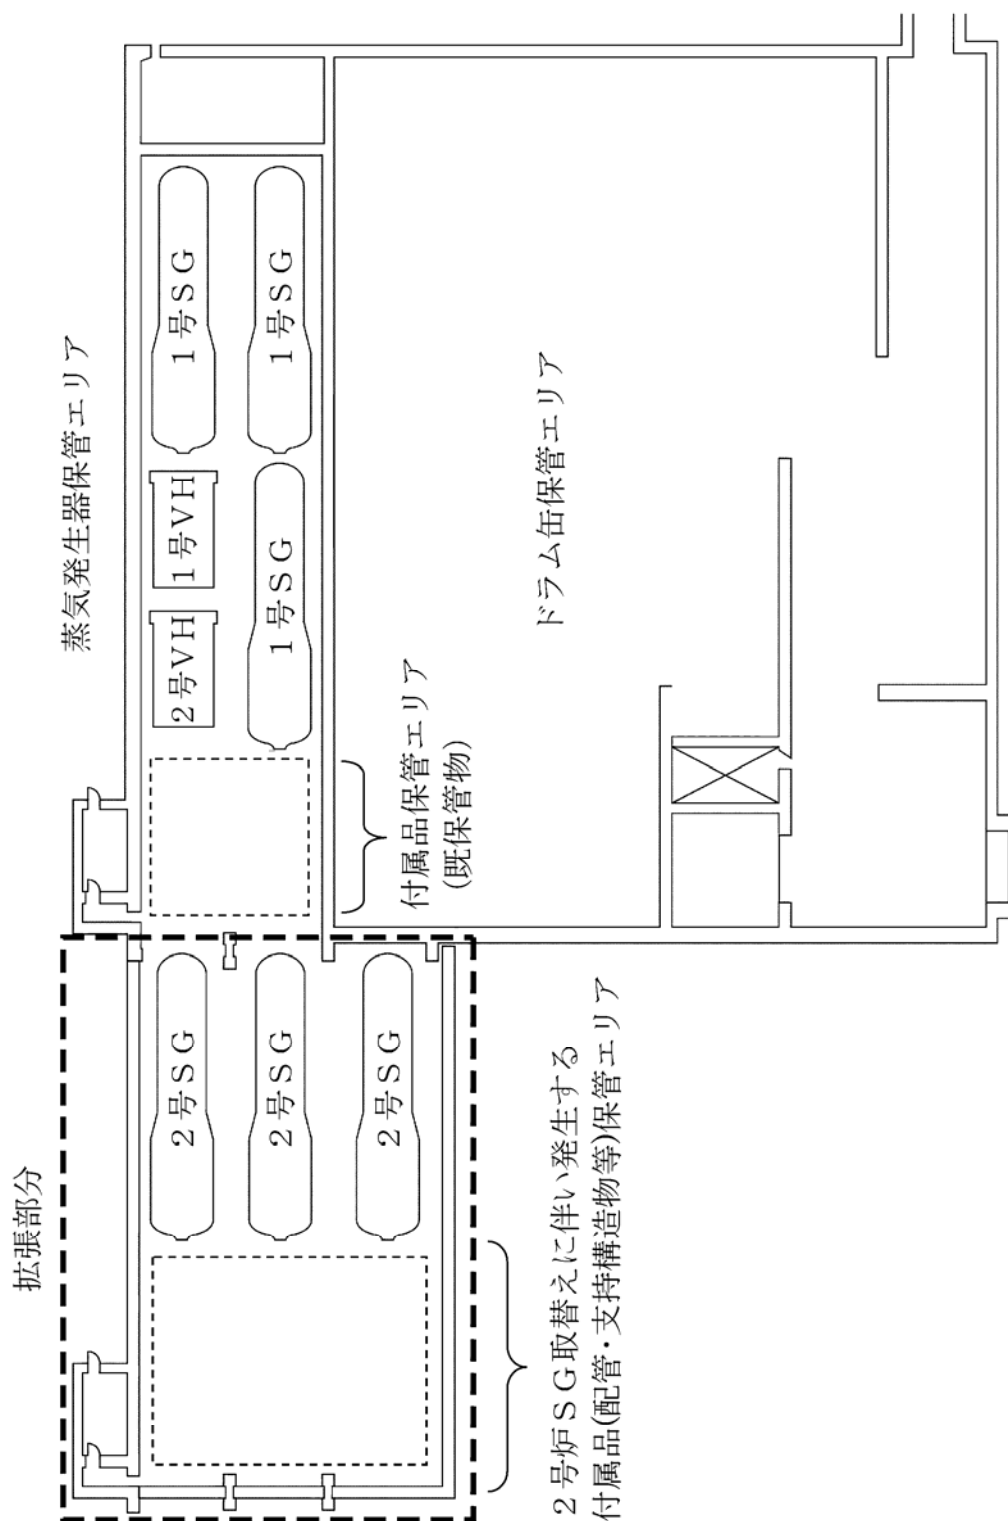 拡張部分
蒸気発生器保管エリア
2号VH
1号VH
1号SG
1号SG
1号SG
2号SG
2号SG
2号SG
付属品保管エリア
(既保管物)
ドラム缶保管エリア
2号炉SG取替えに伴い発生する
付属品(配管・支持構造物等)保管エリア